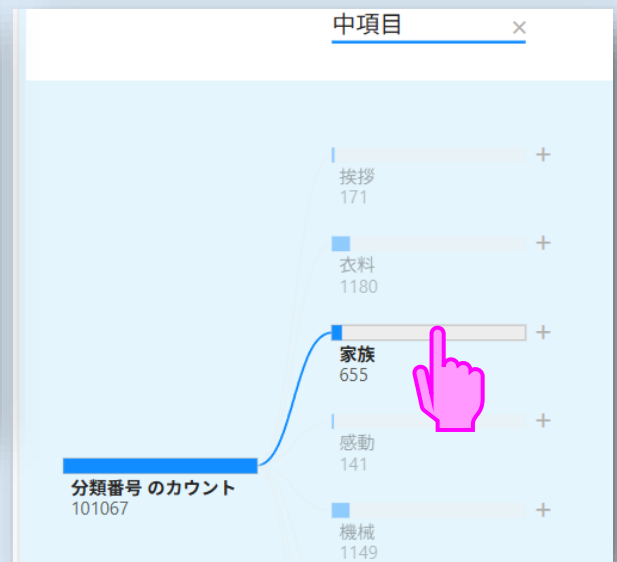 中項目 ×
挨拶
171
衣料
1180
家族
655
感動
141
分類番号 のカウント
101067
機械
1149